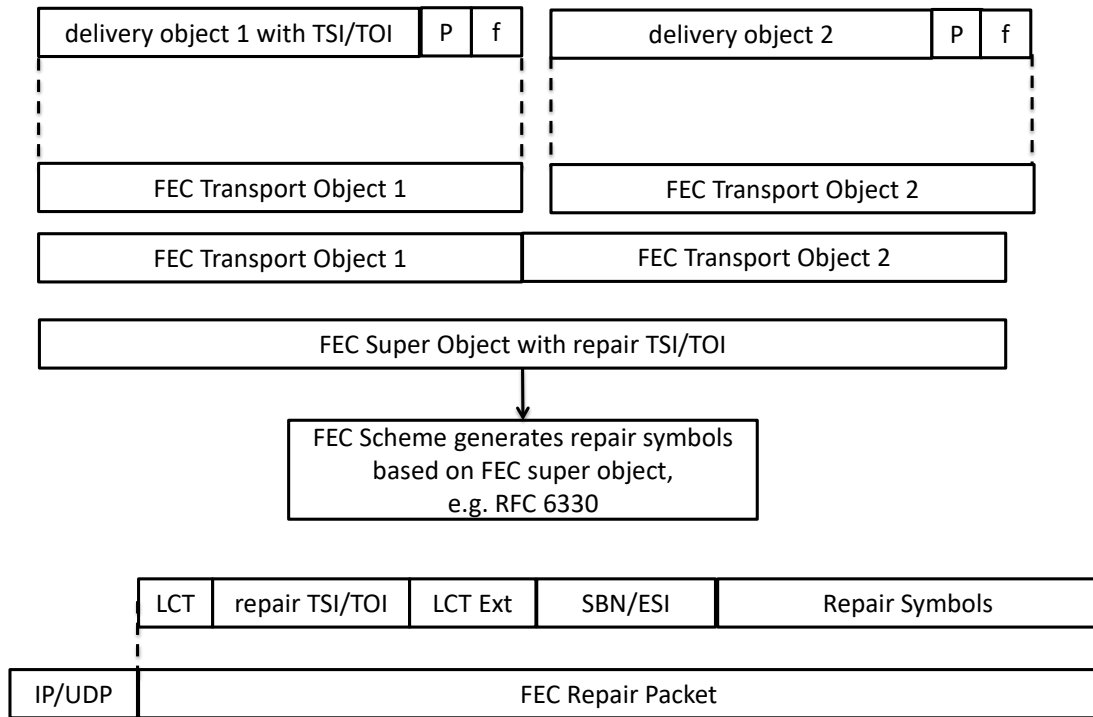 delivery object 1 with TSI/TOI P f delivery object 2 P f
FEC Transport Object 1 FEC Transport Object 2
FEC Transport Object 1 FEC Transport Object 2
FEC Super Object with repair TSI/TOI
FEC Scheme generates repair symbols
based on FEC super object,
e.g. RFC 6330
LCT repair TSI/TOI LCT Ext SBN/ESI Repair Symbols
IP/UDP FEC Repair Packet